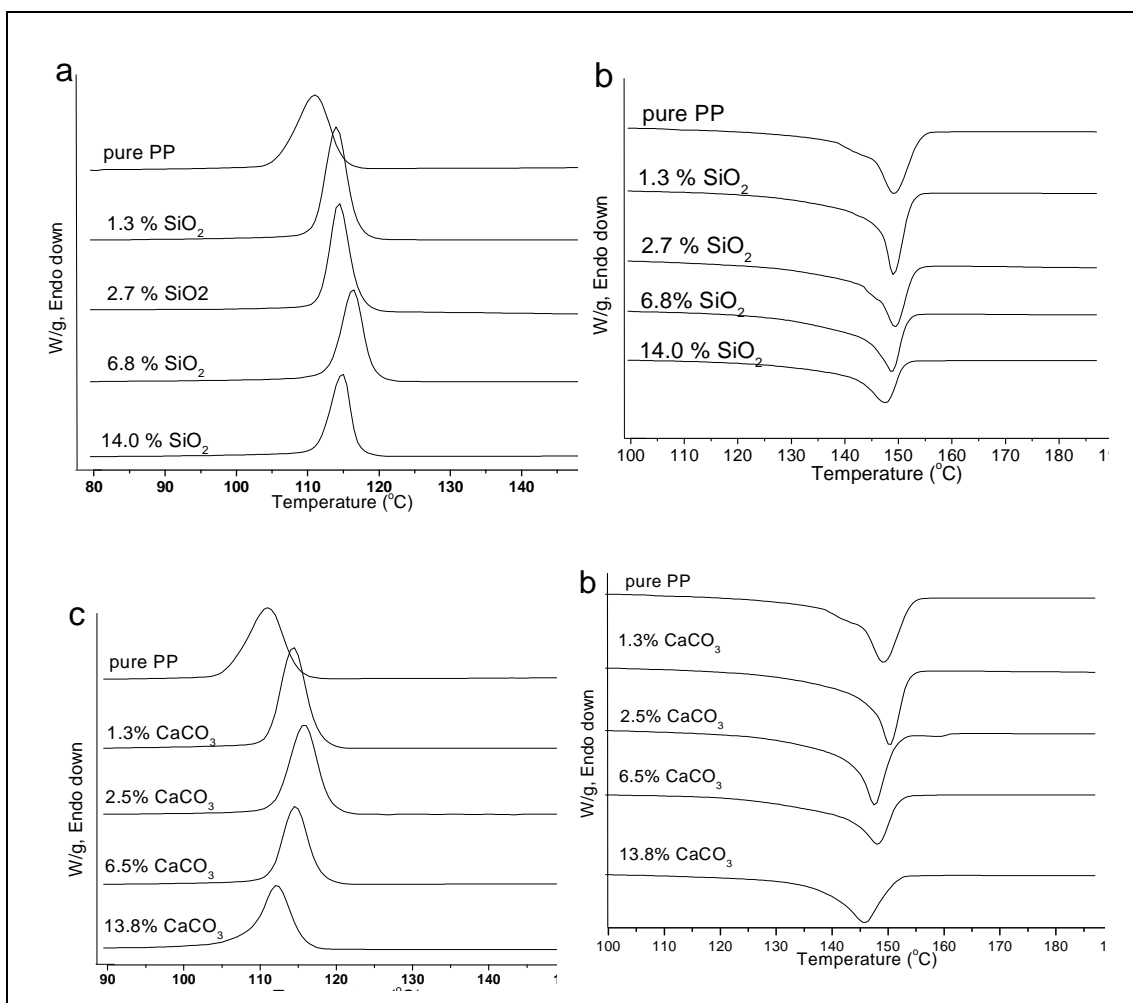 a
pure PP
1.3 % SiO₂
2.7 % SiO2
6.8 % SiO₂
14.0 % SiO₂
W/g, Endo down
80 90 100 110 120 130 140
Temperature (°C)
b
pure PP
1.3 % SiO₂
2.7 % SiO₂
6.8% SiO₂
14.0 % SiO₂
W/g, Endo down
100 110 120 130 140 150 160 170 180
Temperature (°C)
c
pure PP
1.3% CaCO₃
2.5% CaCO₃
6.5% CaCO₃
13.8% CaCO₃
W/g, Endo down
90 100 110 120 130 140
b
pure PP
1.3% CaCO₃
2.5% CaCO₃
6.5% CaCO₃
13.8% CaCO₃
W/g, Endo down
100 110 120 130 140 150 160 170 180
Temperature (°C)